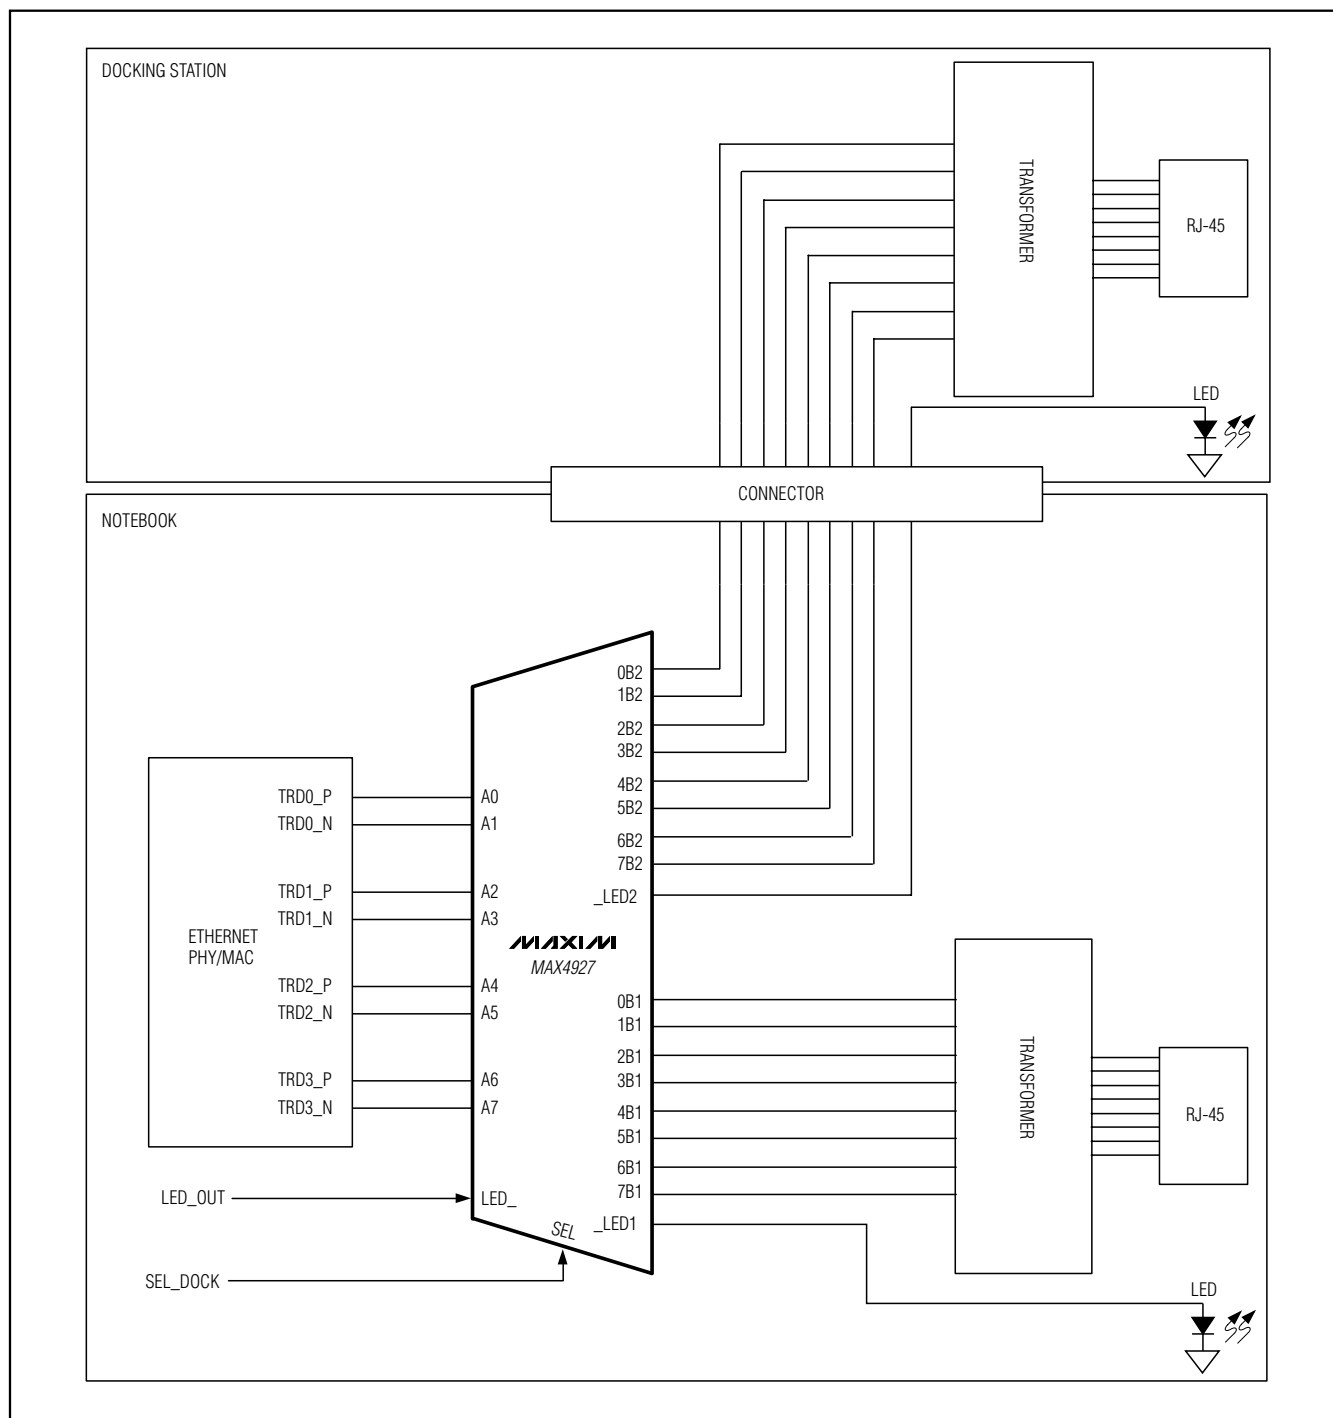 DOCKING STATION
TRANSFORMER
RJ-45
LED
CONNECTOR
NOTEBOOK
0B2
1B2
2B2
3B2
4B2
5B2
6B2
7B2
_LED2
TRD0_P
TRD0_N
TRD1_P
TRD1_N
TRD2_P
TRD2_N
TRD3_P
TRD3_N
ETHERNET
PHY/MAC
A0
A1
A2
A3
A4
A5
A6
A7
MAXIM
MAX4927
0B1
1B1
2B1
3B1
4B1
5B1
6B1
7B1
_LED1
TRANSFORMER
RJ-45
LED_OUT
LED_
SEL
SEL_DOCK
LED